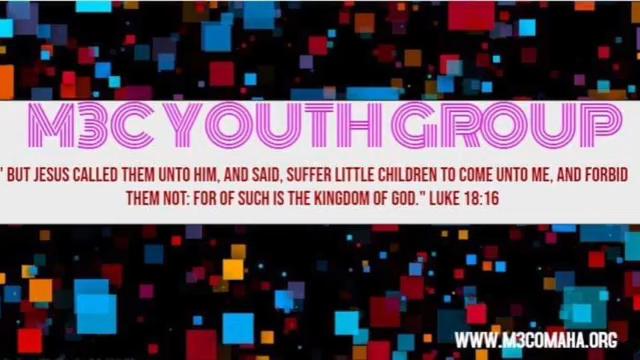 M3C YOUTH GROUP
" BUT JESUS CALLED THEM UNTO HIM, AND SAID, SUFFER LITTLE CHILDREN TO COME UNTO ME, AND FORBID
THEM NOT: FOR OF SUCH IS THE KINGDOM OF GOD." LUKE 18:16
WWW.M3COMAHA.ORG